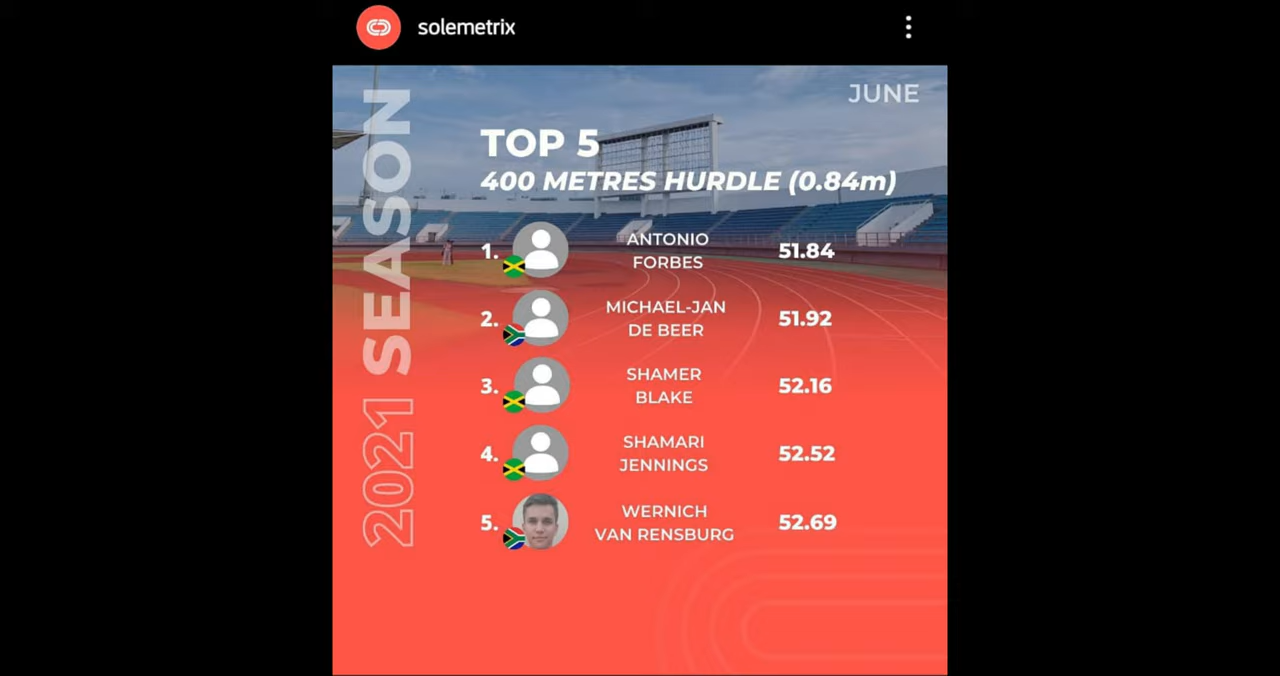 solemetrix
JUNE
2021 SEASON
TOP 5
400 METRES HURDLE (0.84m)
1.
ANTONIO
FORBES
51.84
2.
MICHAEL-JAN
DE BEER
51.92
3.
SHAMER
BLAKE
52.16
4.
SHAMARI
JENNINGS
52.52
5.
WERNICH
VAN RENSBURG
52.69